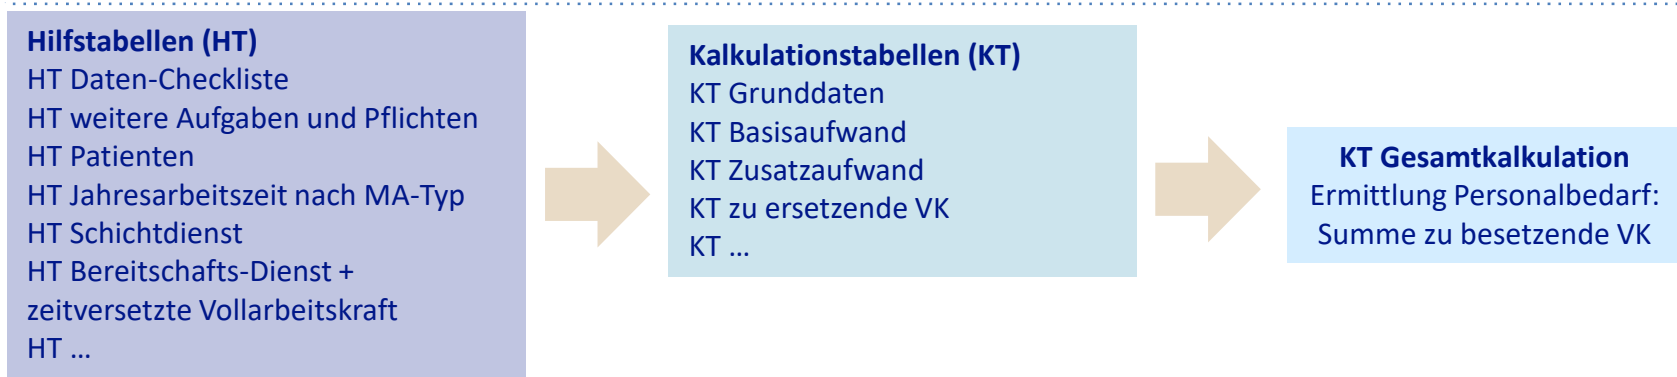 Hilfstabellen (HT)
HT Daten-Checkliste
HT weitere Aufgaben und Pflichten
HT Patienten
HT Jahresarbeitszeit nach MA-Typ
HT Schichtdienst
HT Bereitschafts-Dienst +
zeitversetzte Vollarbeitskraft
HT ...
Kalkulationstabellen (KT)
KT Grunddaten
KT Basisaufwand
KT Zusatzaufwand
KT zu ersetzende VK
KT ...
KT Gesamtkalkulation
Ermittlung Personalbedarf:
Summe zu besetzende VK